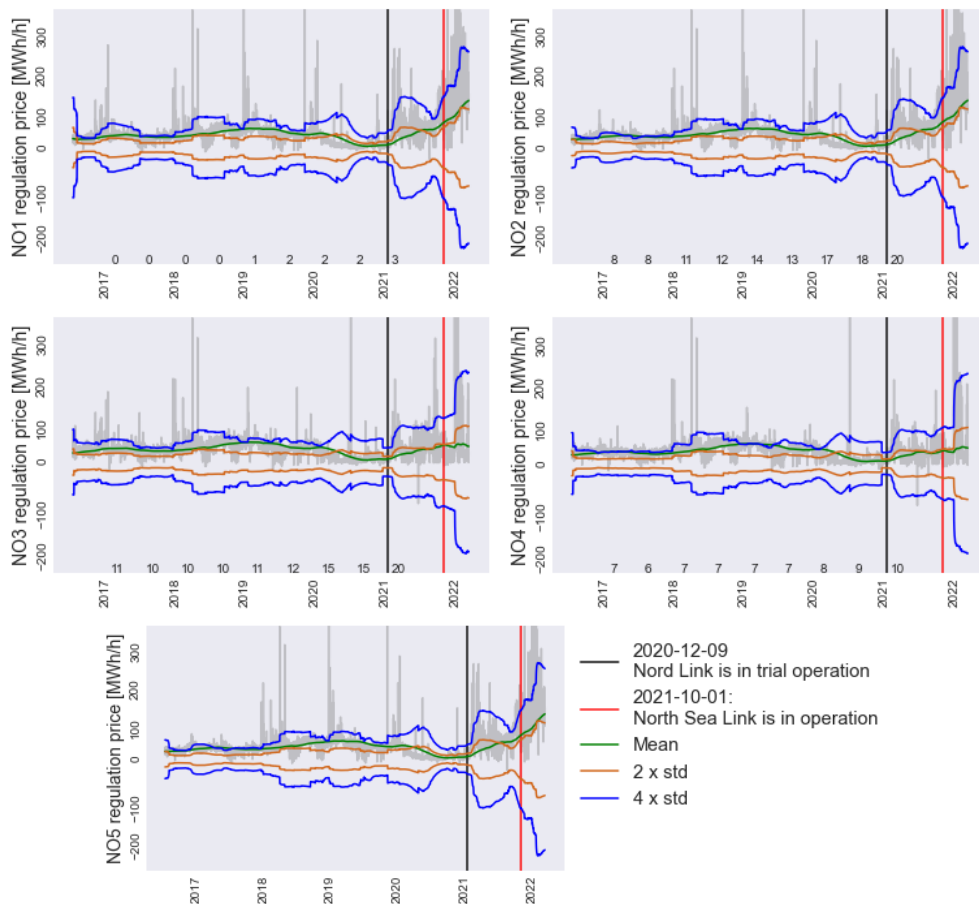 NO1 regulation price [MWh/h]
300
200
100
0
−100
−200
0 0 0 0 1 2 2 2 3
2017 2018 2019 2020 2021 2022
NO2 regulation price [MWh/h]
300
200
100
0
−100
−200
8 8 11 12 14 13 17 18 20
2017 2018 2019 2020 2021 2022
NO3 regulation price [MWh/h]
300
200
100
0
−100
−200
11 10 10 10 11 12 15 15 20
2017 2018 2019 2020 2021 2022
NO4 regulation price [MWh/h]
300
200
100
0
−100
−200
7 6 7 7 7 7 8 9 10
2017 2018 2019 2020 2021 2022
NO5 regulation price [MWh/h]
300
200
100
0
−100
−200
2017 2018 2019 2020 2021 2022
2020-12-09
Nord Link is in trial operation
2021-10-01:
North Sea Link is in operation
Mean
2 x std
4 x std